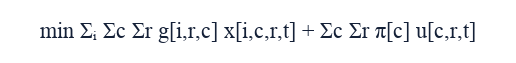 min Σᵢ Σc Σr g[i,r,c] x[i,c,r,t] + Σc Σr π[c] u[c,r,t]